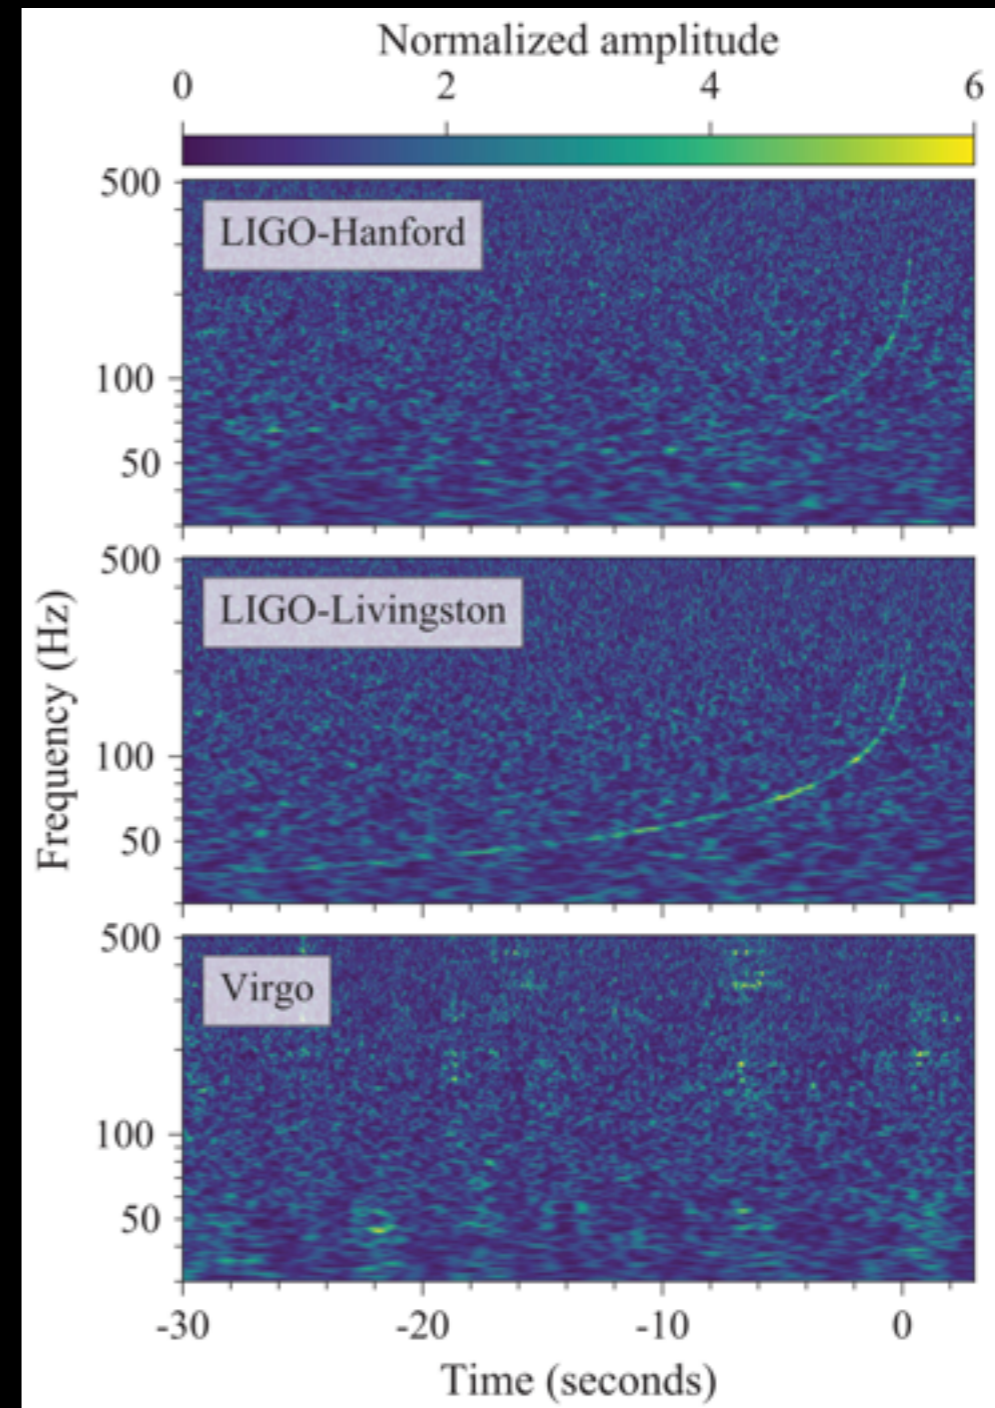 Normalized amplitude
0 2 4 6
500
LIGO-Hanford
100
50
500
LIGO-Livingston
100
50
Frequency (Hz)
500
Virgo
100
50
-30 -20 -10 0
Time (seconds)